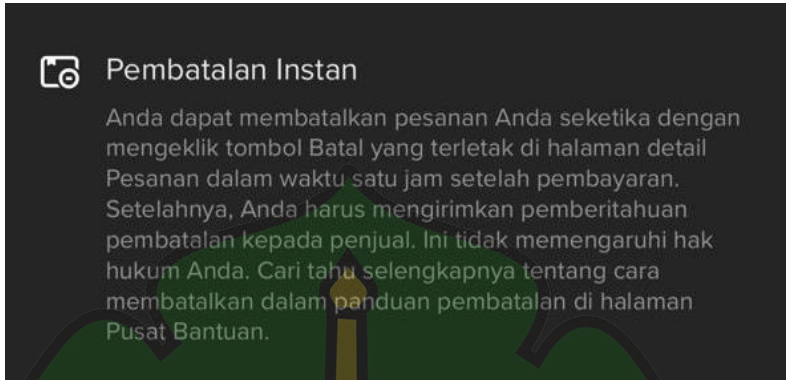 Pembatalan Instan
Anda dapat membatalkan pesanan Anda seketika dengan
mengeklik tombol Batal yang terletak di halaman detail
Pesanan dalam waktu satu jam setelah pembayaran.
Setelahnya, Anda harus mengirimkan pemberitahuan
pembatalan kepada penjual. Ini tidak memengaruhi hak
hukum Anda. Cari tahu selengkapnya tentang cara
membatalkan dalam panduan pembatalan di halaman
Pusat Bantuan.